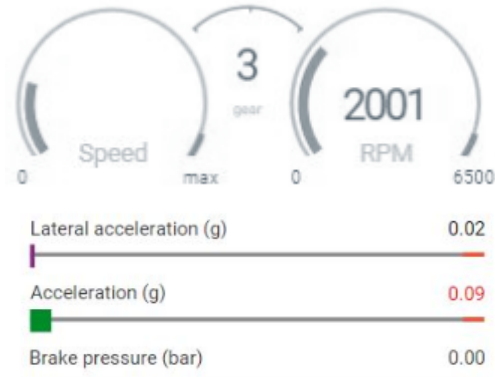 3
gear
2001
Speed
RPM
0 max 0 6500
Lateral acceleration (g) 0.02
Acceleration (g) 0.09
Brake pressure (bar) 0.00